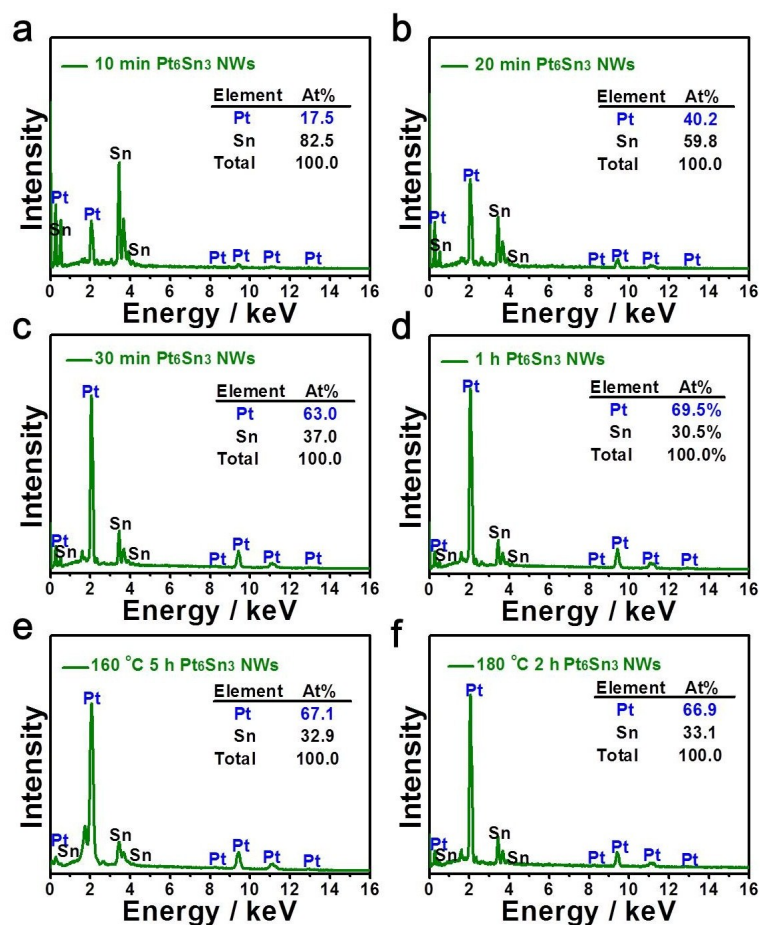 a
10 min Pt₆Sn₃ NWs
Element At%
Pt 17.5
Sn 82.5
Total 100.0
Pt
Sn
Pt
Sn
Sn
Pt Pt Pt Pt
Intensity
0 2 4 6 8 10 12 14 16
Energy / keV
b
20 min Pt₆Sn₃ NWs
Element At%
Pt 40.2
Sn 59.8
Total 100.0
Pt
Sn
Pt
Sn
Sn
Pt Pt Pt Pt
Intensity
0 2 4 6 8 10 12 14 16
Energy / keV
c
30 min Pt₆Sn₃ NWs
Element At%
Pt 63.0
Sn 37.0
Total 100.0
Pt
Sn
Pt
Sn
Sn
Pt Pt Pt Pt
Intensity
0 2 4 6 8 10 12 14 16
Energy / keV
d
1 h Pt₆Sn₃ NWs
Element At%
Pt 69.5%
Sn 30.5%
Total 100.0%
Pt
Sn
Pt
Sn
Sn
Pt Pt Pt Pt
Intensity
0 2 4 6 8 10 12 14 16
Energy / keV
e
160 °C 5 h Pt₆Sn₃ NWs
Element At%
Pt 67.1
Sn 32.9
Total 100.0
Pt
Sn
Pt
Sn
Sn
Pt Pt Pt Pt
Intensity
0 2 4 6 8 10 12 14 16
Energy / keV
f
180 °C 2 h Pt₆Sn₃ NWs
Element At%
Pt 66.9
Sn 33.1
Total 100.0
Pt
Sn
Pt
Sn
Sn
Pt Pt Pt Pt
Intensity
0 2 4 6 8 10 12 14 16
Energy / keV